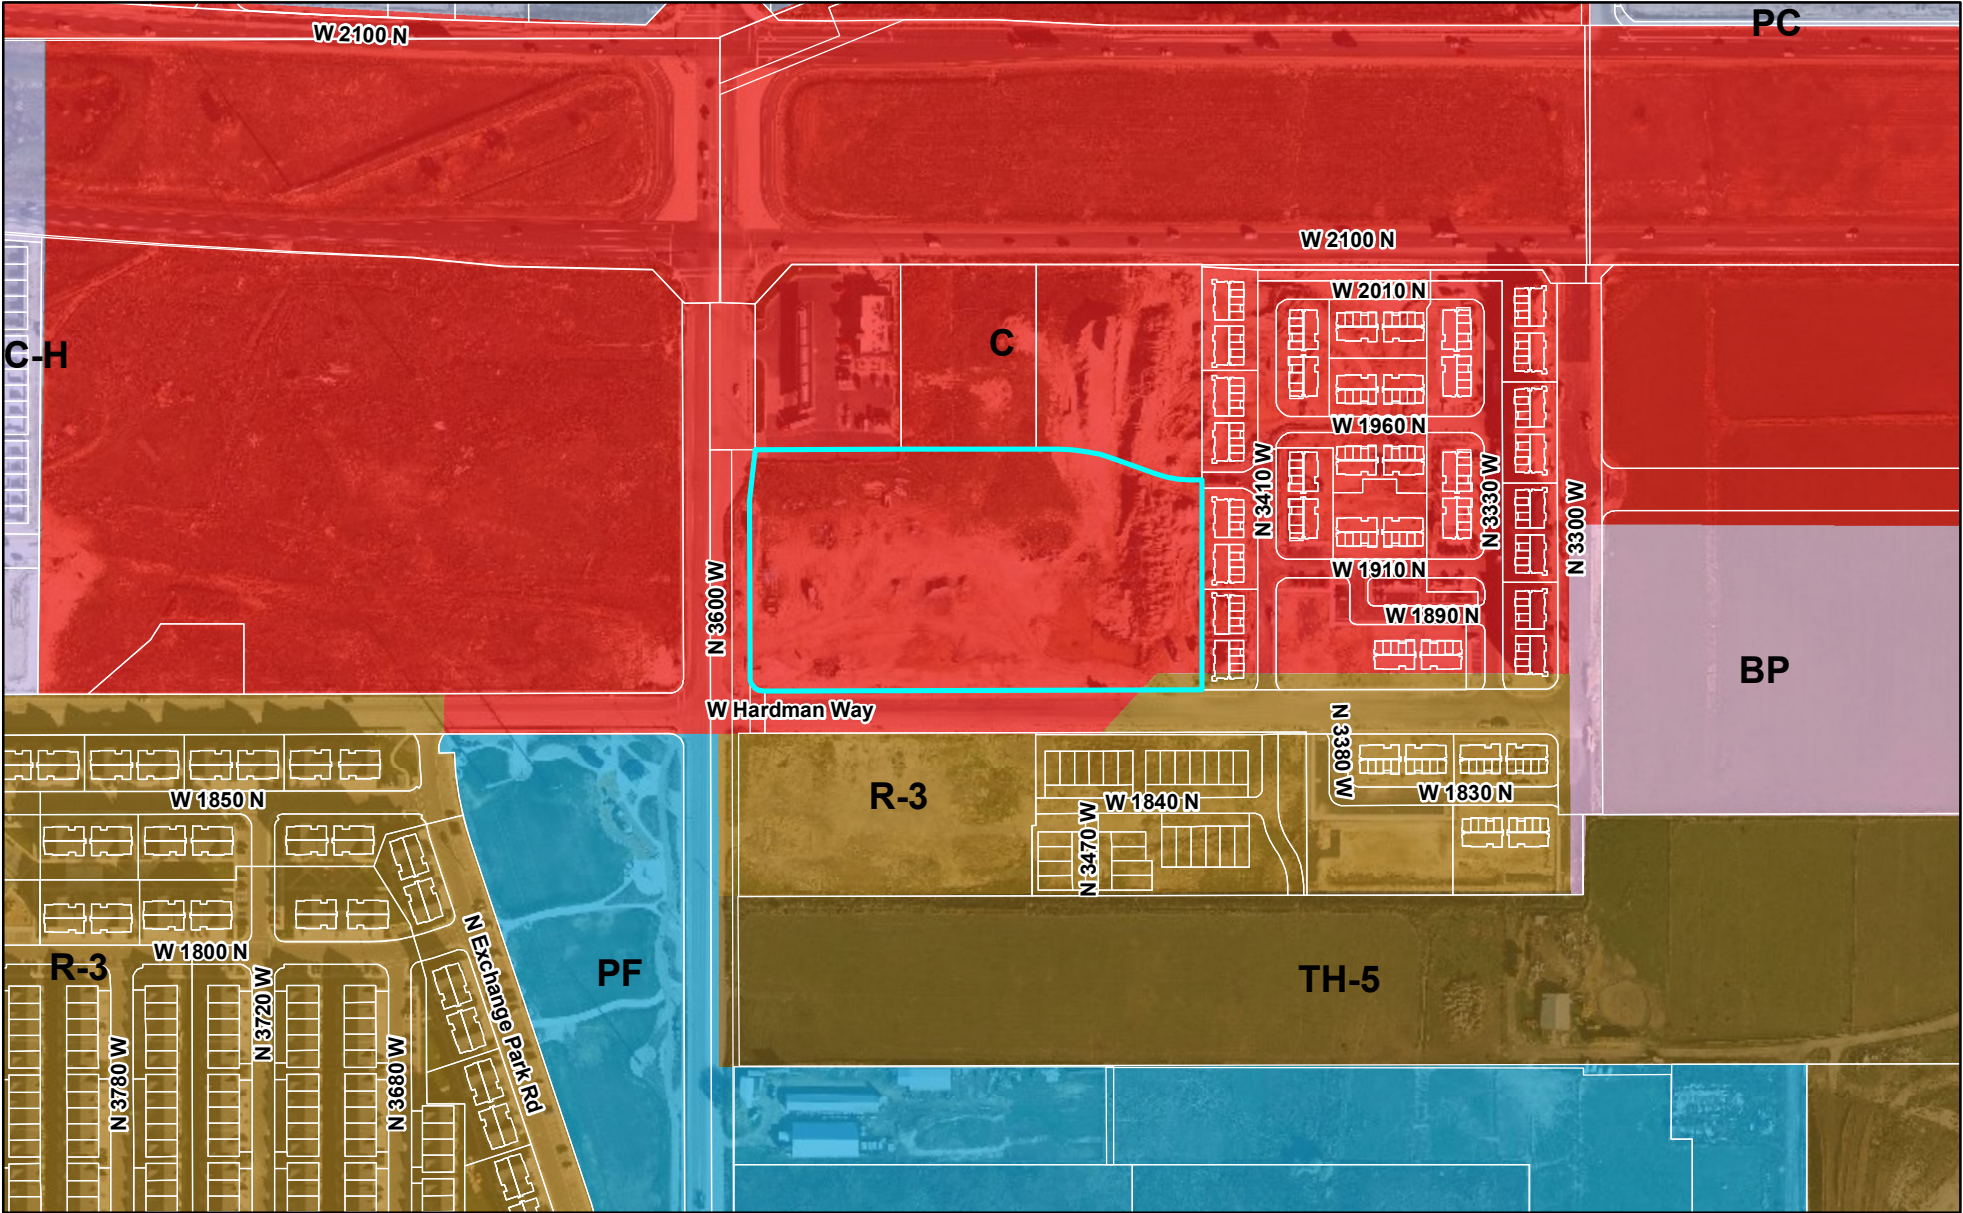 PC
W 2100 N
W 2100 N
W 2010 N
C
C-H
W 1960 N
N 3410 W
N 3330 W
N 3300 W
W 1910 N
N 3600 W
W 1890 N
BP
W Hardman Way
N 3380 W
R-3
W 1850 N
W 1840 N
W 1830 N
N 3470 W
W 1800 N
R-3
N Exchange Park Rd
PF
TH-5
N 3720 W
N 3780 W
N 3680 W